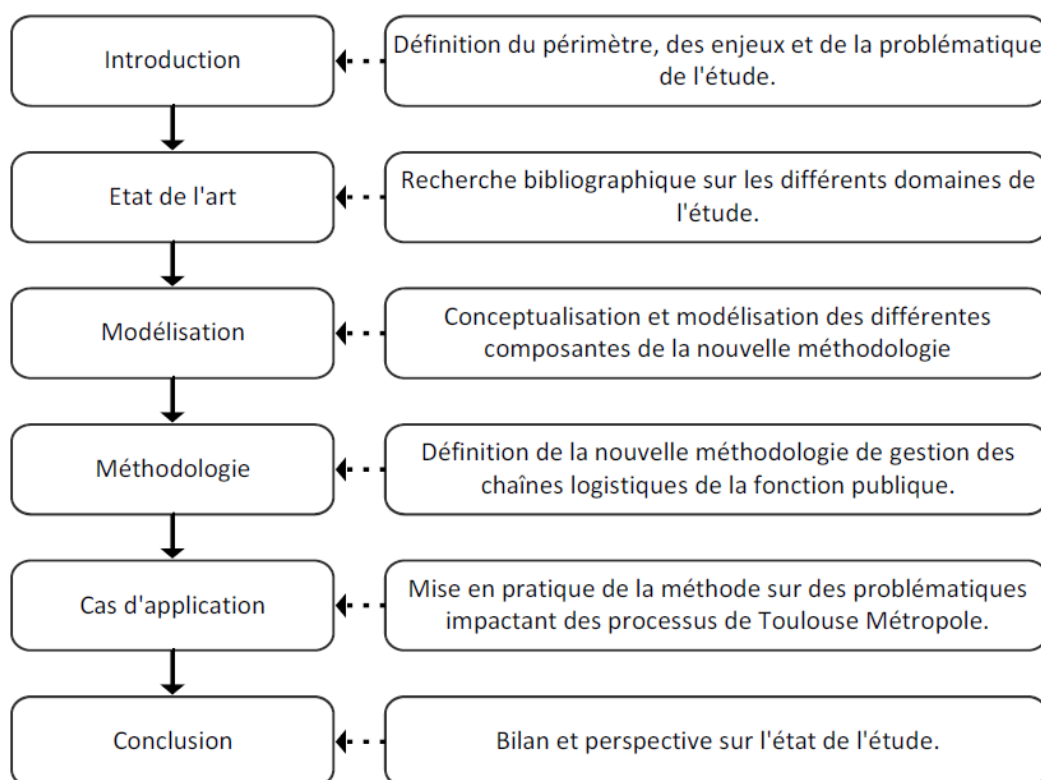 Introduction
Définition du périmètre, des enjeux et de la problématique
de l'étude.
Etat de l'art
Recherche bibliographique sur les différents domaines de
l'étude.
Modélisation
Conceptualisation et modélisation des différentes
composantes de la nouvelle méthodologie
Méthodologie
Définition de la nouvelle méthodologie de gestion des
chaînes logistiques de la fonction publique.
Cas d'application
Mise en pratique de la méthode sur des problématiques
impactant des processus de Toulouse Métropole.
Conclusion
Bilan et perspective sur l'état de l'étude.